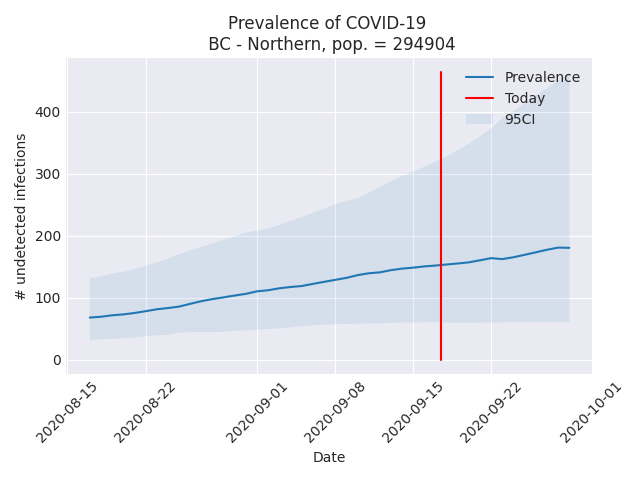 Prevalence of COVID-19
BC - Northern, pop. = 294904
Prevalence
Today
95CI
# undetected infections
400
300
200
100
0
2020-08-15
2020-08-22
2020-09-01
2020-09-08
2020-09-15
2020-09-22
2020-10-01
Date